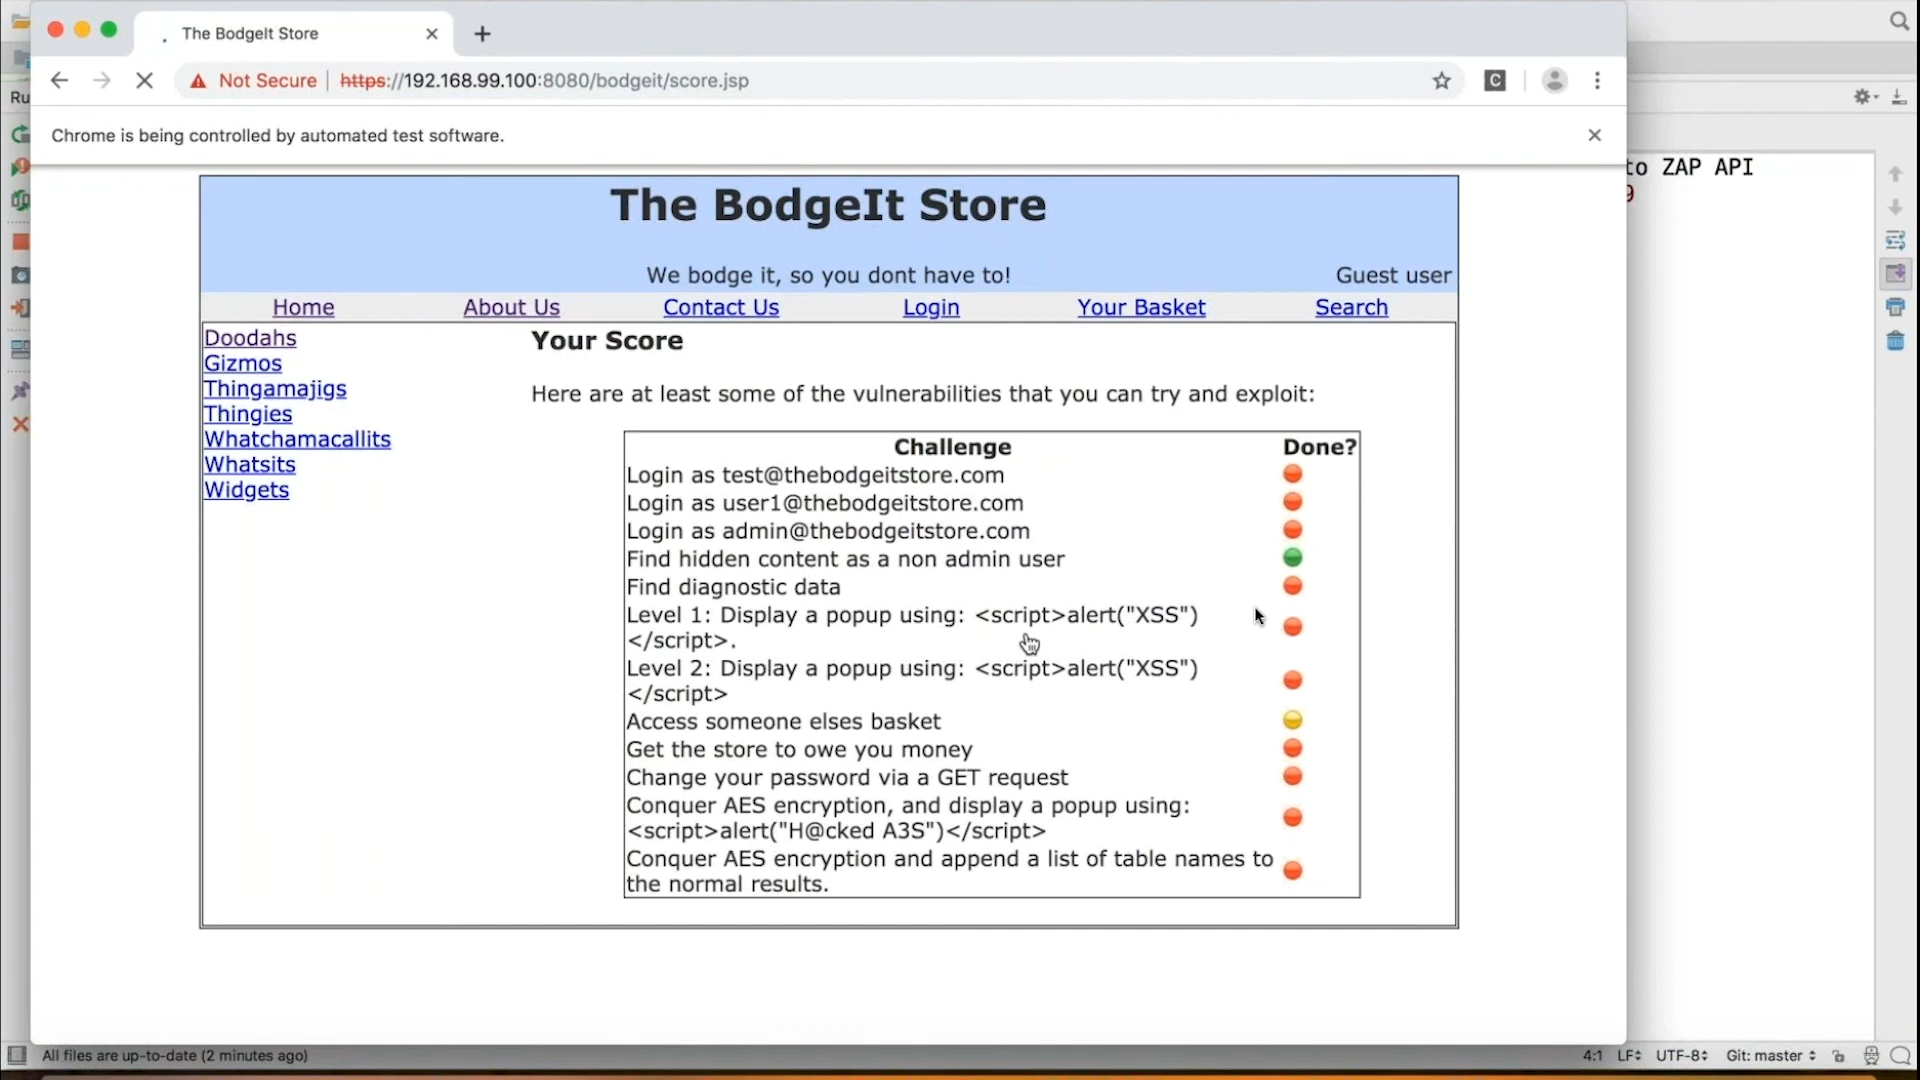 The BodgeIt Store
Not Secure | https://192.168.99.100:8080/bodgeit/score.jsp
C
Ru
Chrome is being controlled by automated test software.
to ZAP API
9
The BodgeIt Store
We bodge it, so you dont have to!
Guest user
Home About Us Contact Us Login Your Basket Search
Doodahs
Gizmos
Thingamajigs
Thingies
Whatchamacallits
Whatsits
Widgets
Your Score
Here are at least some of the vulnerabilities that you can try and exploit:
Challenge Done?
Login as test@thebodgeitstore.com
Login as user1@thebodgeitstore.com
Login as admin@thebodgeitstore.com
Find hidden content as a non admin user
Find diagnostic data
Level 1: Display a popup using: <script>alert("XSS")
</script>.
Level 2: Display a popup using: <script>alert("XSS")
</script>
Access someone elses basket
Get the store to owe you money
Change your password via a GET request
Conquer AES encryption, and display a popup using:
<script>alert("H@cked A3S")</script>
Conquer AES encryption and append a list of table names to
the normal results.
All files are up-to-date (2 minutes ago)
4:1 LF UTF-8 Git: master